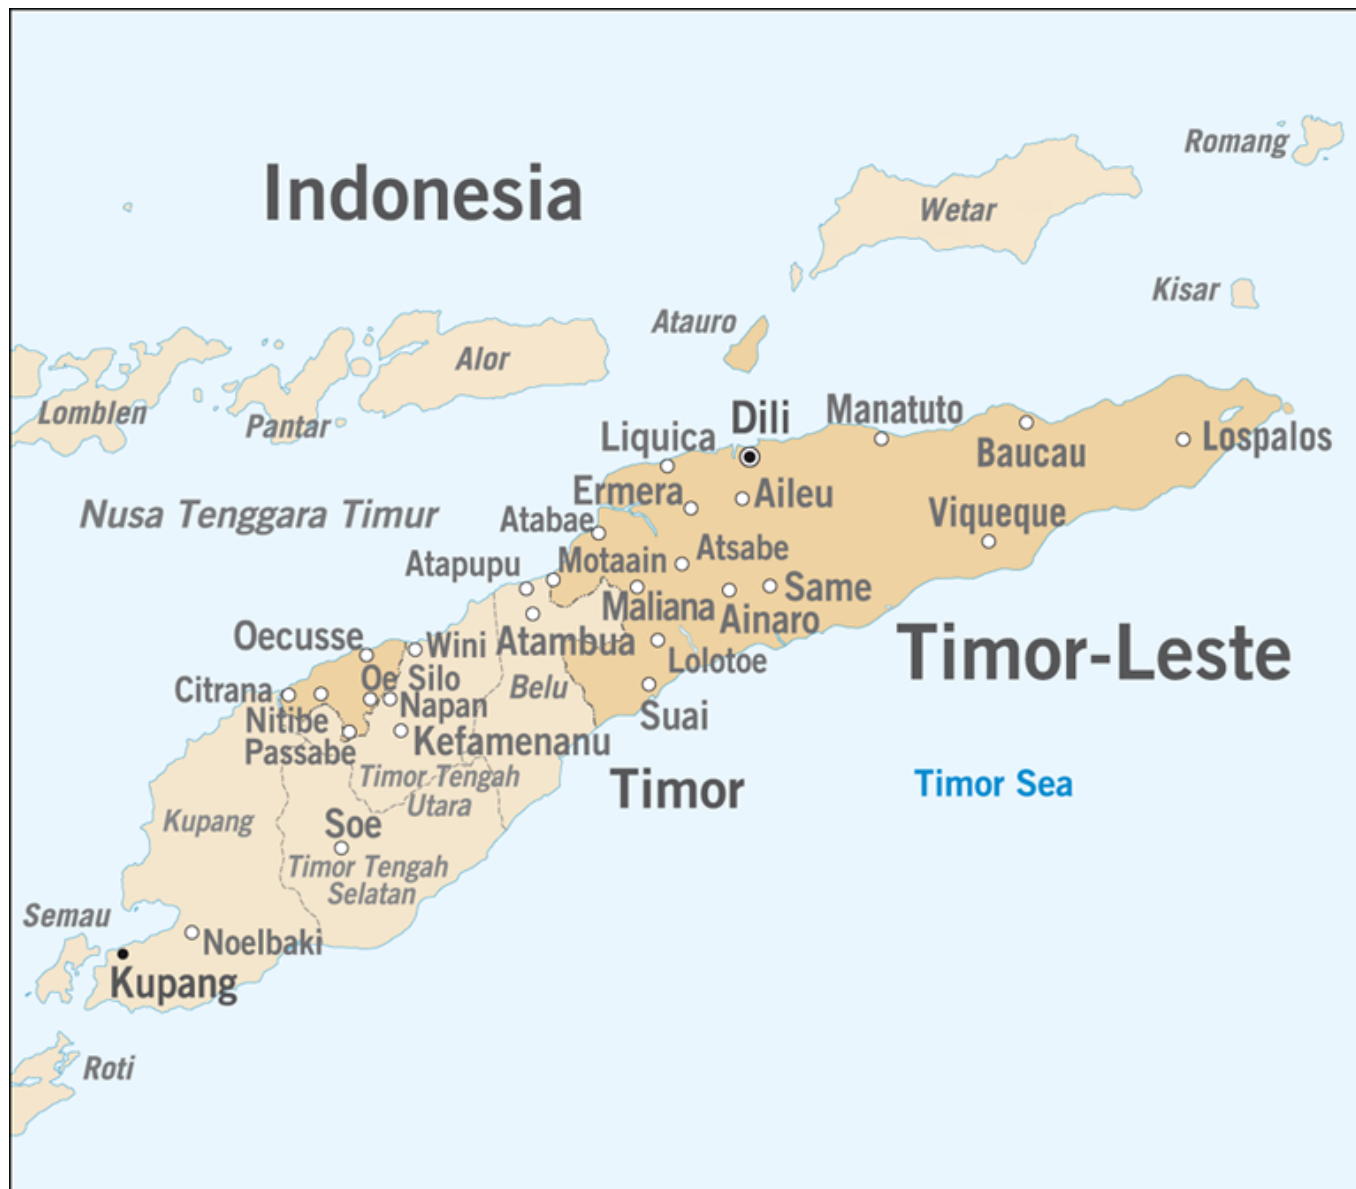 Romang
Indonesia
Wetar
Kisar
Atauro
Alor
Lomblen
Pantar
Dili
Manatuto
Liquica
Baucau
Lospalos
Ermera
Aileu
Nusa Tenggara Timur
Atabae
Viqueque
Atapupu
Motaain
Atsabe
Same
Maliana
Ainaro
Oecusse
Wini
Atambua
Timor-Leste
Lolotoe
Oe Silo
Citrana
Belu
Napan
Nitibe
Suai
Passabe
Kefamenanu
Timor Tengah
Utara
Timor
Timor Sea
Kupang
Soe
Timor Tengah
Selatan
Semau
Noelbaki
Kupang
Roti